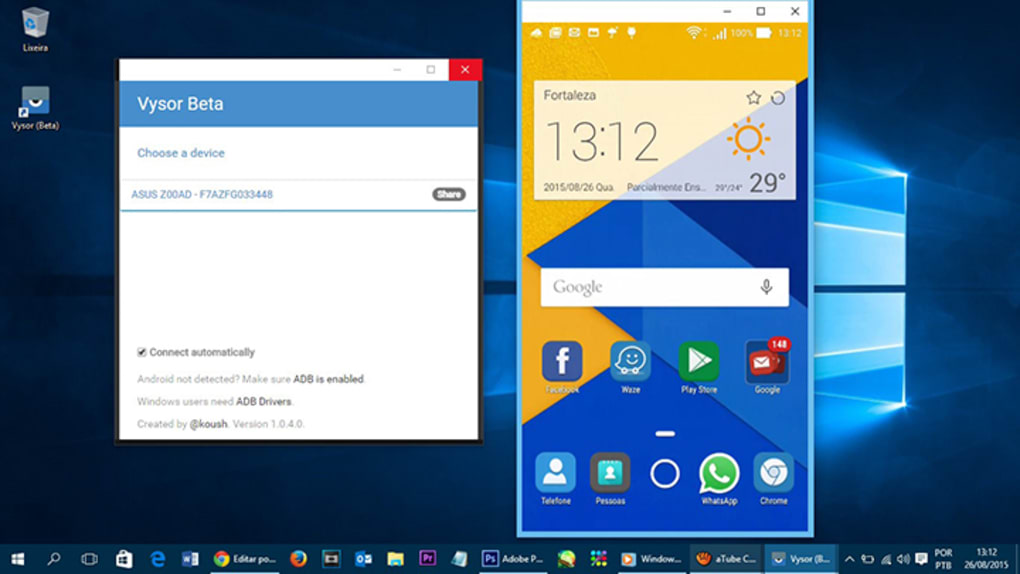 Lixeira
Vysor (Beta)
Vysor Beta
Choose a device
ASUS Z00AD - F7AZFG033448
Share
Connect automatically
Android not detected? Make sure ADB is enabled.
Windows users need ADB Drivers.
Created by @koush. Version 1.0.4.0.
100% 13:12
Fortaleza
13:12
2015/08/26 Qua. Parcialmente Ens... 29°/24° 29°
Google
148
Facebook Waze Play Store Google
Telefone Pessoas WhatsApp Chrome
Editar po... Adobe P... Window... aTube C... Vysor (B...
POR
PTB
13:12
26/08/2015